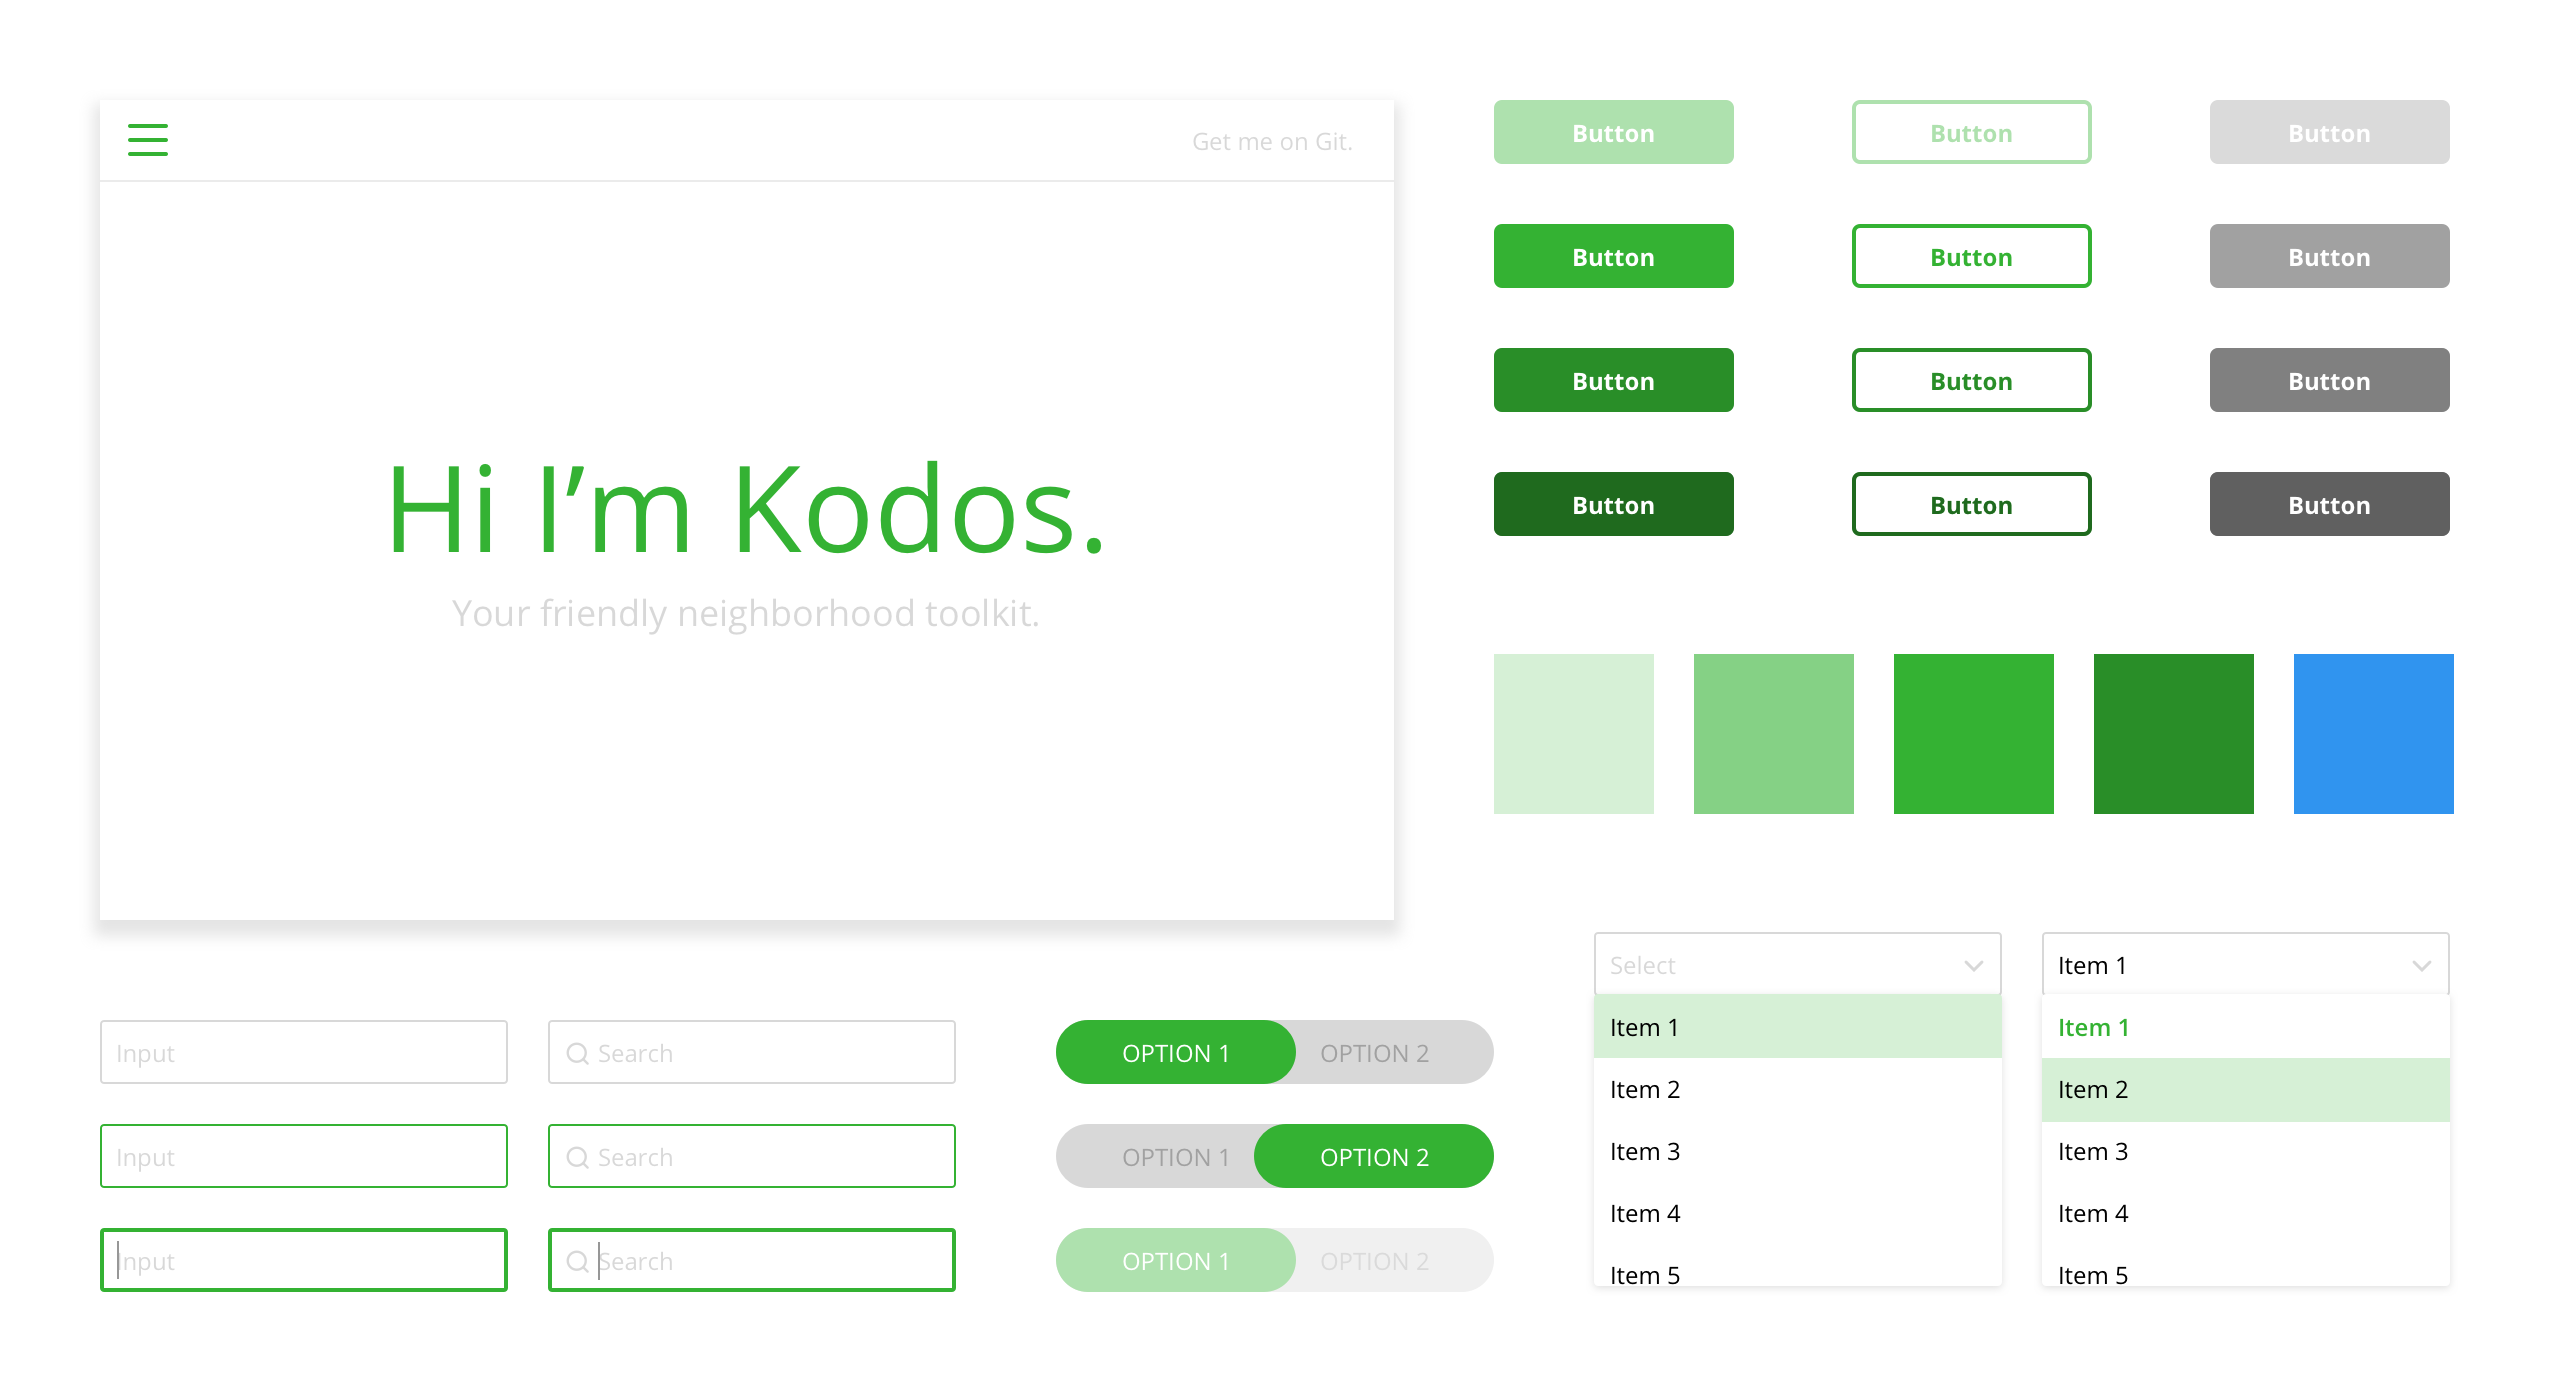 Get me on Git.
Hi I’m Kodos.
Your friendly neighborhood toolkit.
Button Button Button
Button Button Button
Button Button Button
Button Button Button
Input
Search
Input
Search
Input
Search
OPTION 1 OPTION 2
OPTION 1 OPTION 2
OPTION 1 OPTION 2
Select
Item 1
Item 2
Item 3
Item 4
Item 5
Item 1
Item 1
Item 2
Item 3
Item 4
Item 5